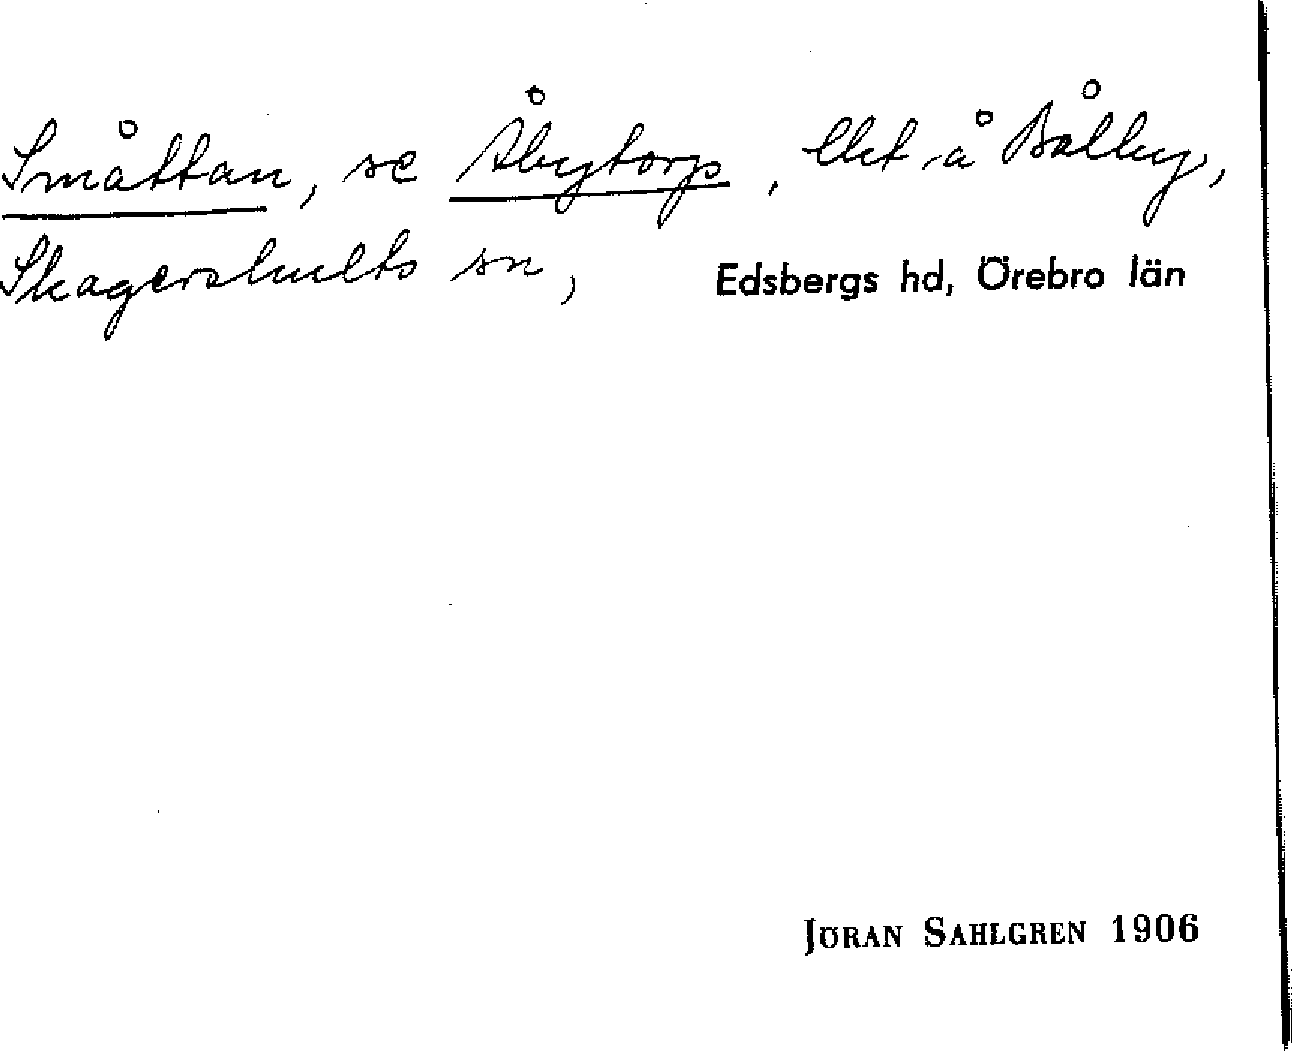 Småttan, se Åbytorp, lht å Bålby,
Skagershults sn, Edsbergs hd, Örebro län
JÖRAN SAHLGREN 1906